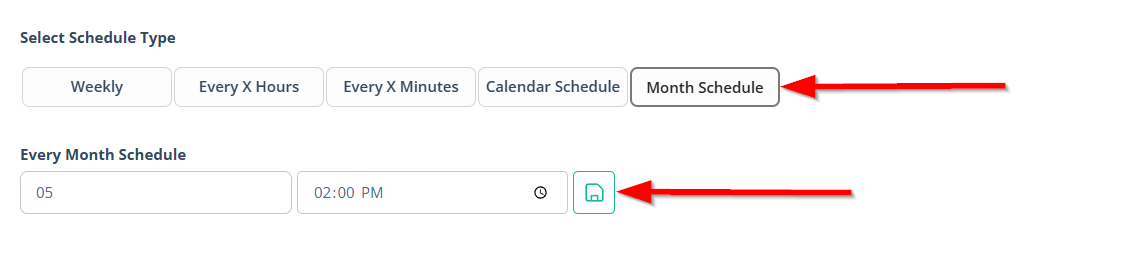 Select Schedule Type
Weekly Every X Hours Every X Minutes Calendar Schedule Month Schedule
Every Month Schedule
05 02:00 PM